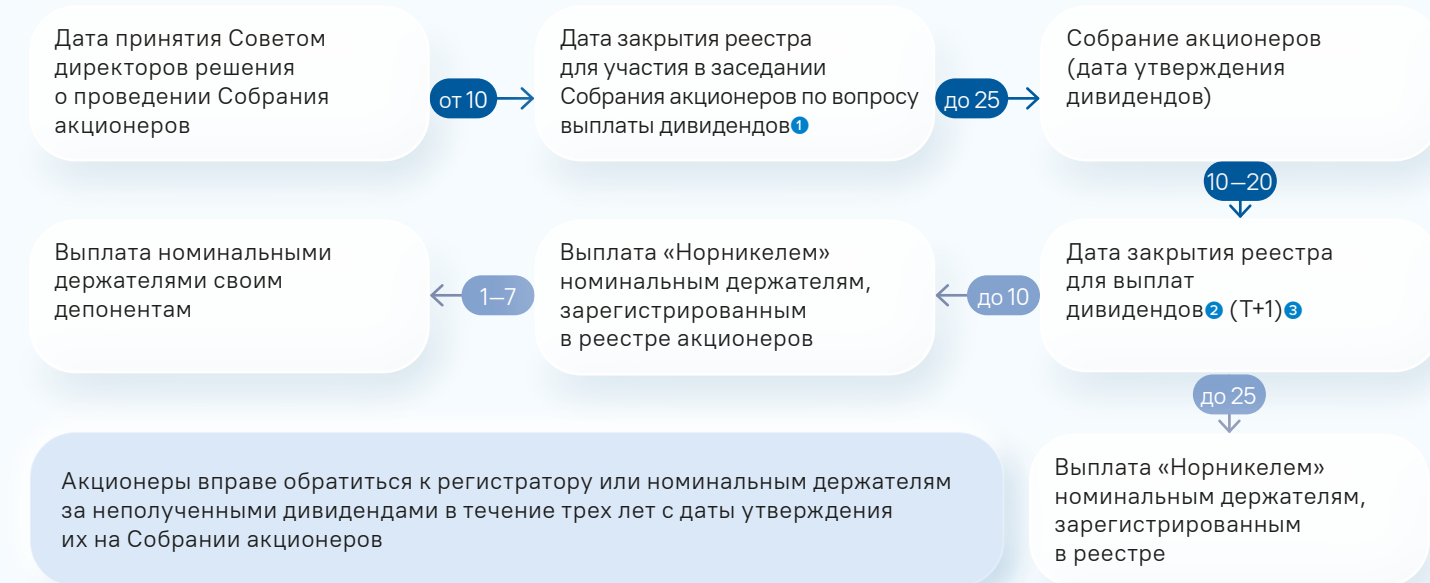 Дата принятия Советом
директоров решения
о проведении Собрания
акционеров
от 10
Дата закрытия реестра
для участия в заседании
Собрания акционеров по вопросу
выплаты дивидендов1
до 25
Собрание акционеров
(дата утверждения
дивидендов)
10–20
Дата закрытия реестра
для выплат
дивидендов2 (Т+1)3
до 10
Выплата «Норникелем»
номинальным держателям,
зарегистрированным
в реестре акционеров
1–7
Выплата номинальными
держателями своим
депонентам
до 25
Выплата «Норникелем»
номинальным держателям,
зарегистрированным
в реестре
Акционеры вправе обратиться к регистратору или номинальным держателям
за неполученными дивидендами в течение трех лет с даты утверждения
их на Собрании акционеров